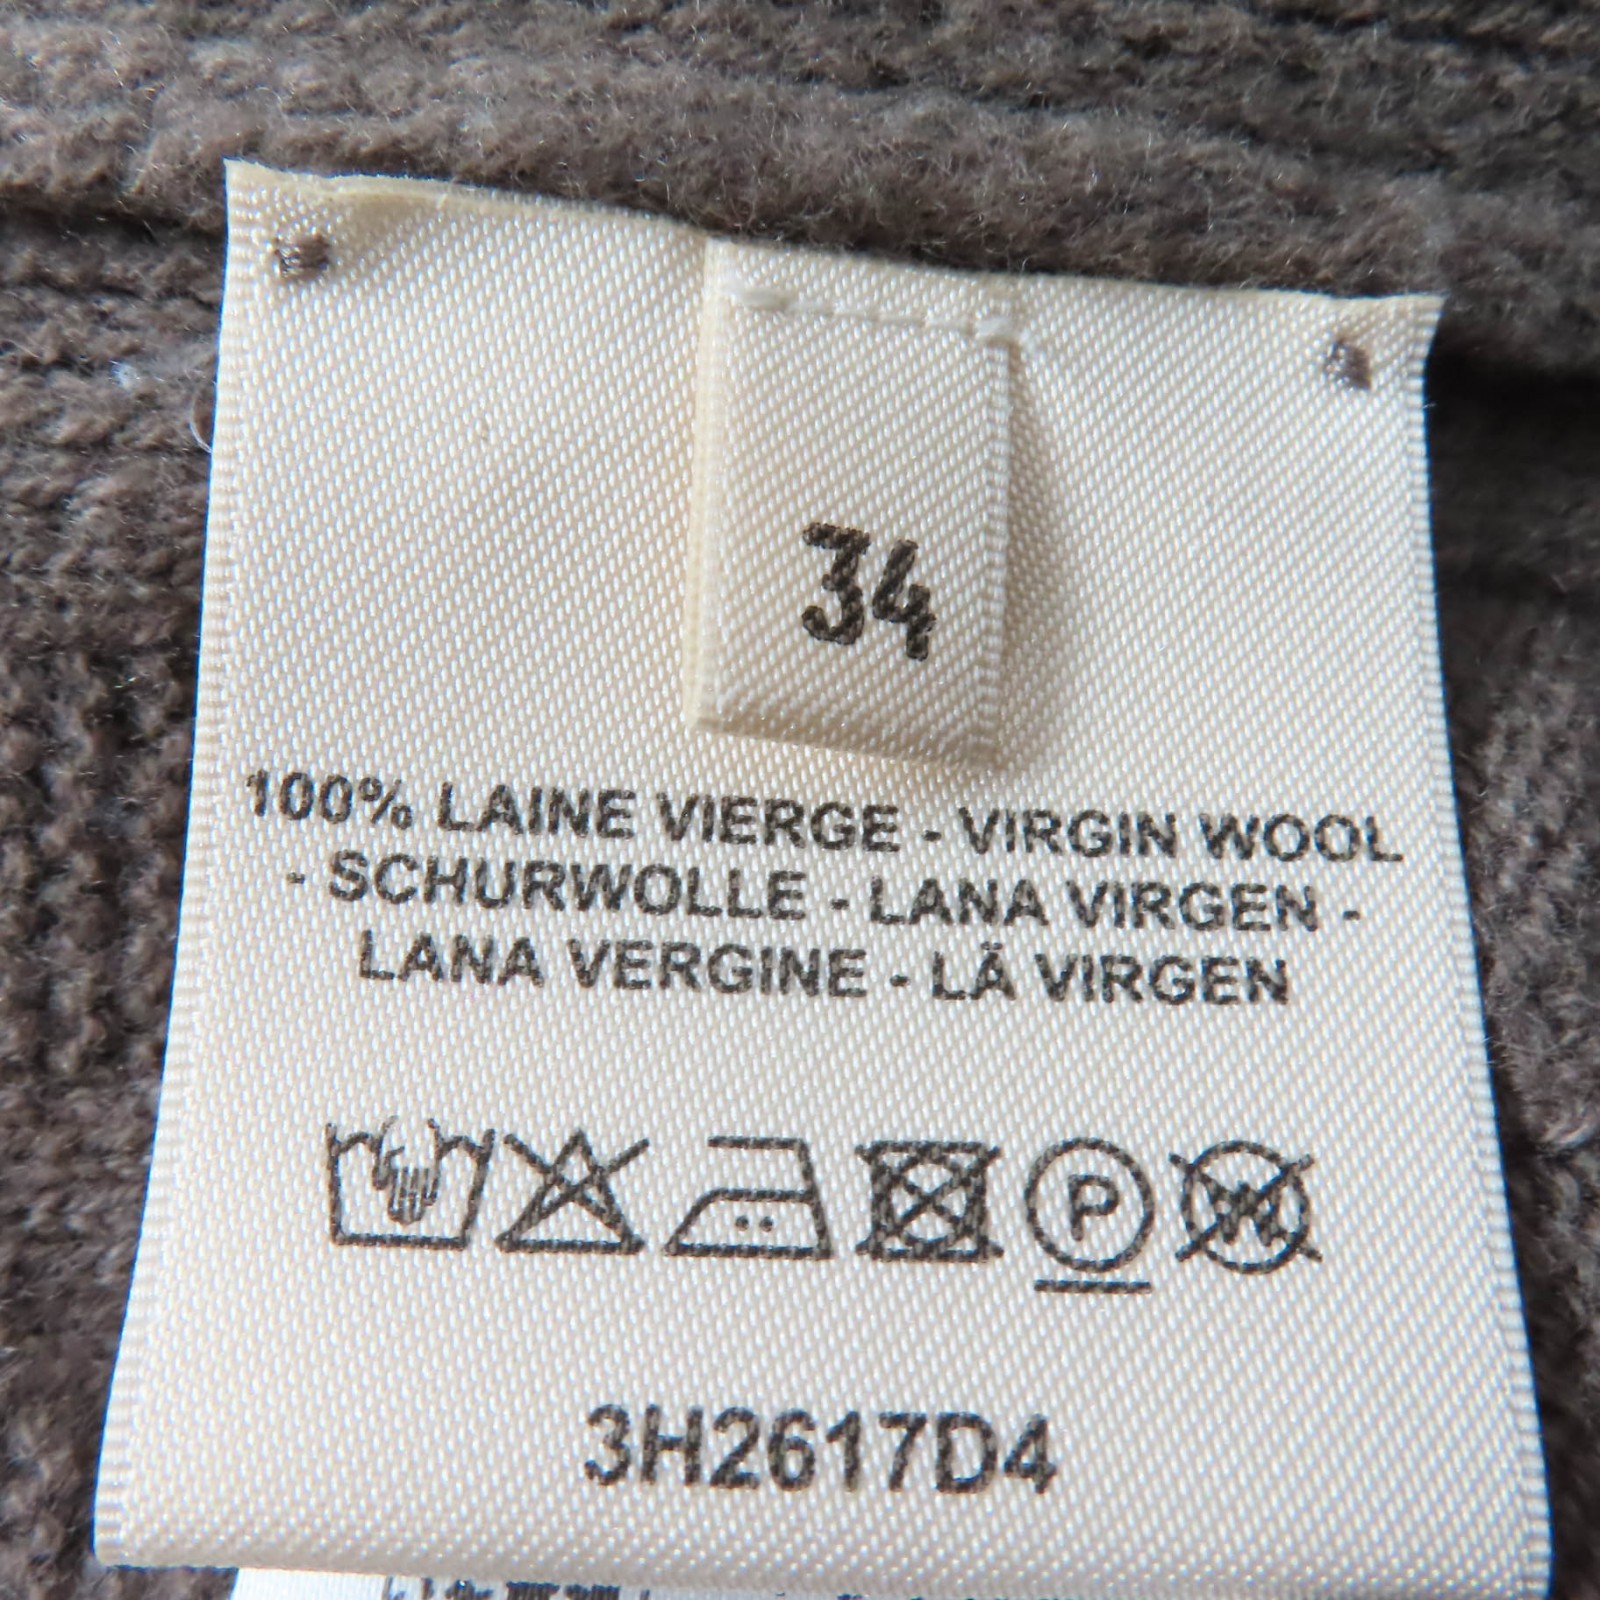 34
100% LAINE VIERGE - VIRGIN WOOL
- SCHURWOLLE - LANA VIRGEN -
LANA VERGINE - LÃ VIRGEN
P
3H2617D4